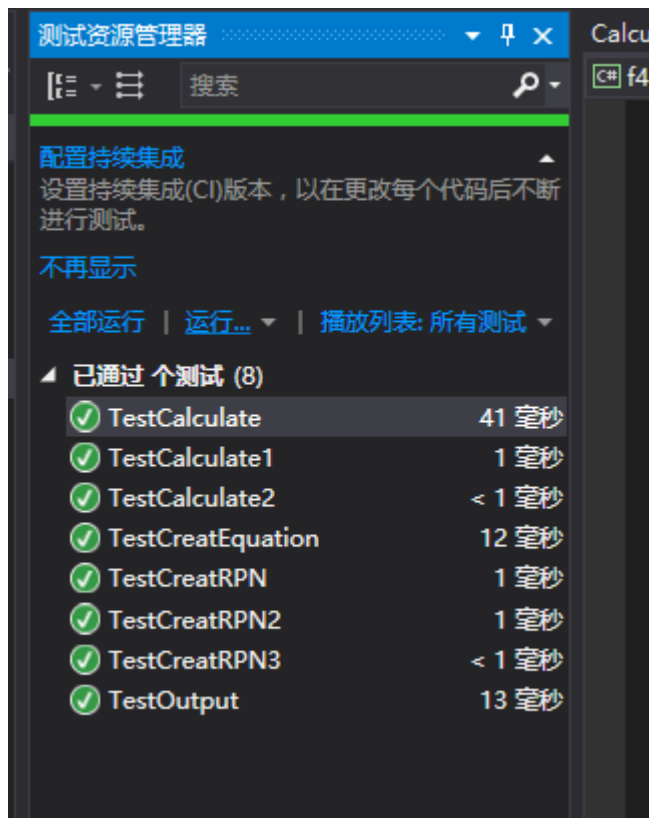 测试资源管理器
Calcu
搜索
C# f4
配置持续集成
设置持续集成(CI)版本，以在更改每个代码后不断
进行测试。
不再显示
全部运行 | 运行... | 播放列表: 所有测试
已通过 个测试 (8)
TestCalculate 41 毫秒
TestCalculate1 1 毫秒
TestCalculate2 < 1 毫秒
TestCreatEquation 12 毫秒
TestCreatRPN 1 毫秒
TestCreatRPN2 1 毫秒
TestCreatRPN3 < 1 毫秒
TestOutput 13 毫秒